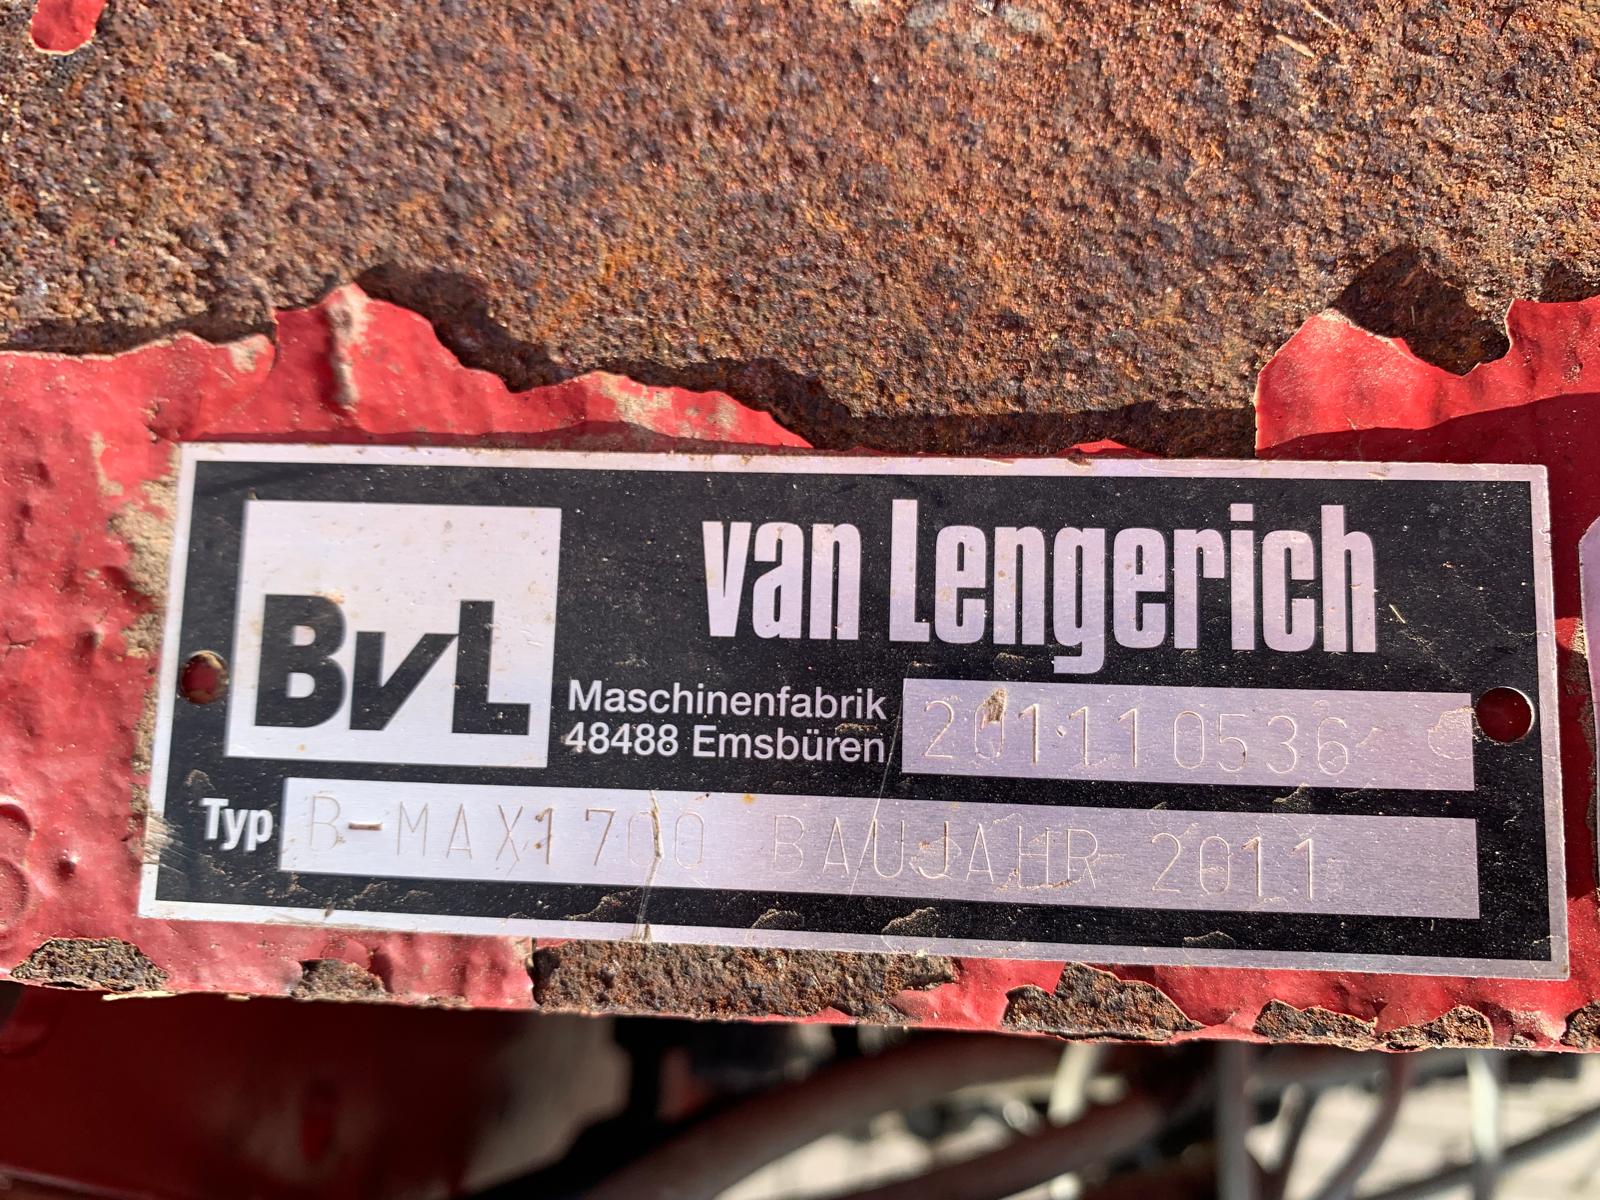 BvL
van Lengerich
Maschinenfabrik
48488 Emsbüren
201110536
Typ B-MAX1700 BAUJAHR 2011